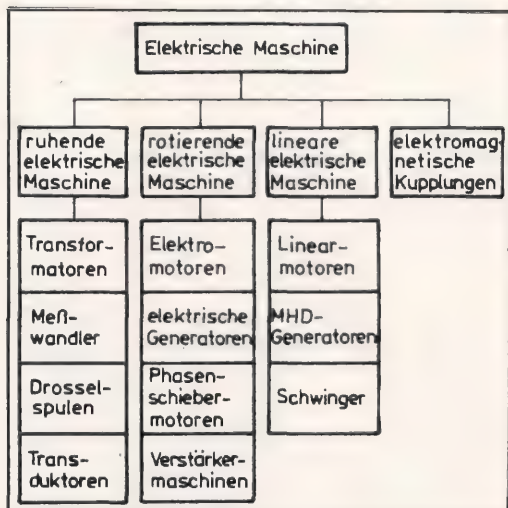 Elektrische Maschine
ruhende
elektrische
Maschine
rotierende
elektrische
Maschine
lineare
elektrische
Maschine
elektromag-
netische
Kupplungen
Transfor-
matoren
Meß-
wandler
Drossel-
spulen
Trans-
duktoren
Elektro-
motoren
elektrische
Generatoren
Phasen-
schieber-
motoren
Verstärker-
maschinen
Linear-
motoren
MHD-
Generatoren
Schwinger